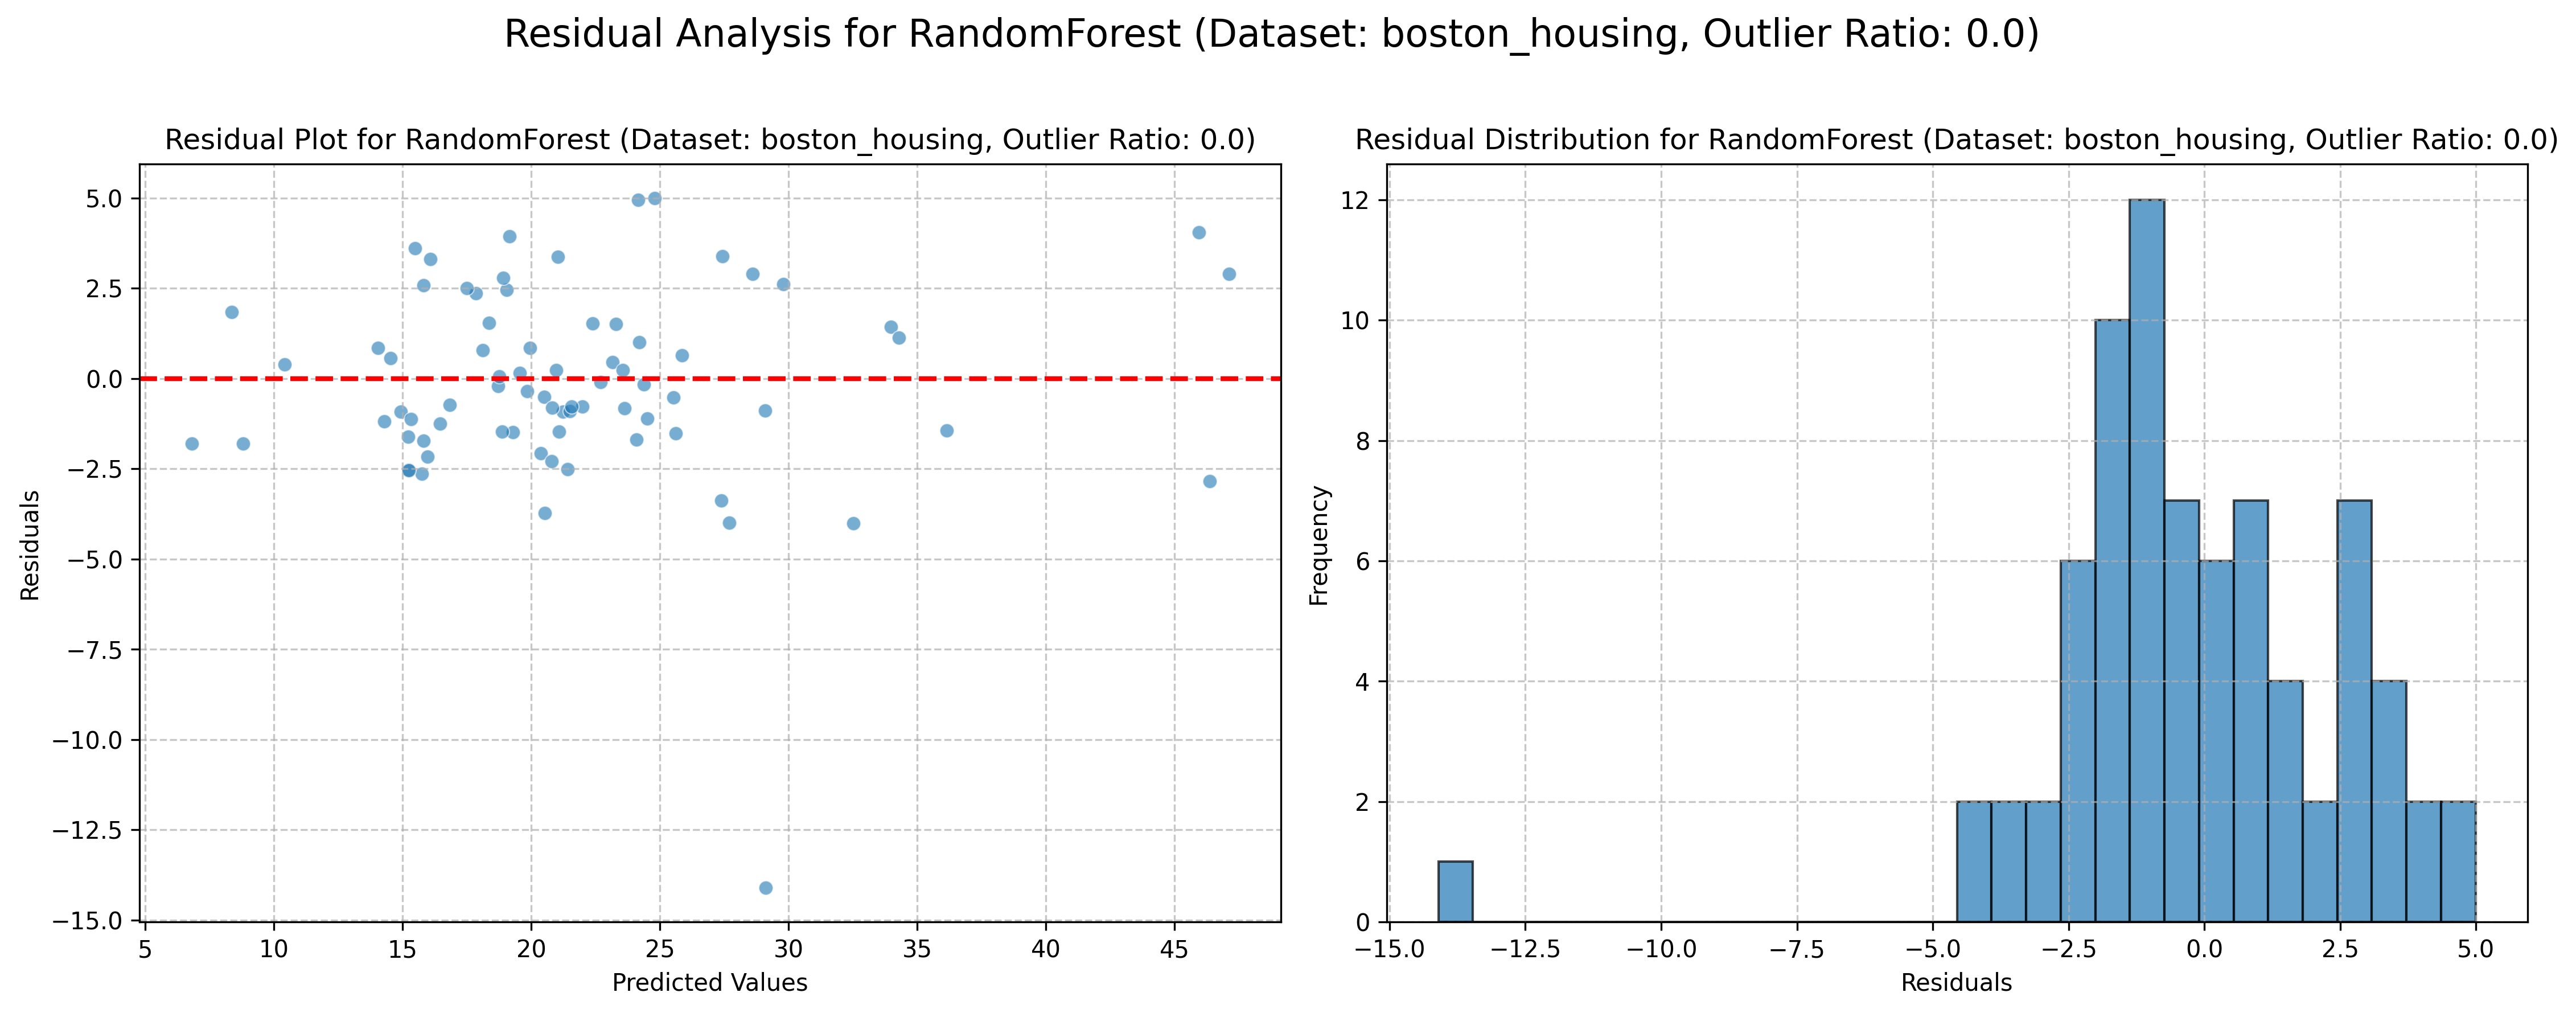 Residual Analysis for RandomForest (Dataset: boston_housing, Outlier Ratio: 0.0)
Residual Plot for RandomForest (Dataset: boston_housing, Outlier Ratio: 0.0)
5.0
2.5
0.0
−2.5
−5.0
−7.5
−10.0
−12.5
−15.0
Residuals
5 10 15 20 25 30 35 40 45
Predicted Values
Residual Distribution for RandomForest (Dataset: boston_housing, Outlier Ratio: 0.0)
12
10
8
6
4
2
0
Frequency
−15.0 −12.5 −10.0 −7.5 −5.0 −2.5 0.0 2.5 5.0
Residuals